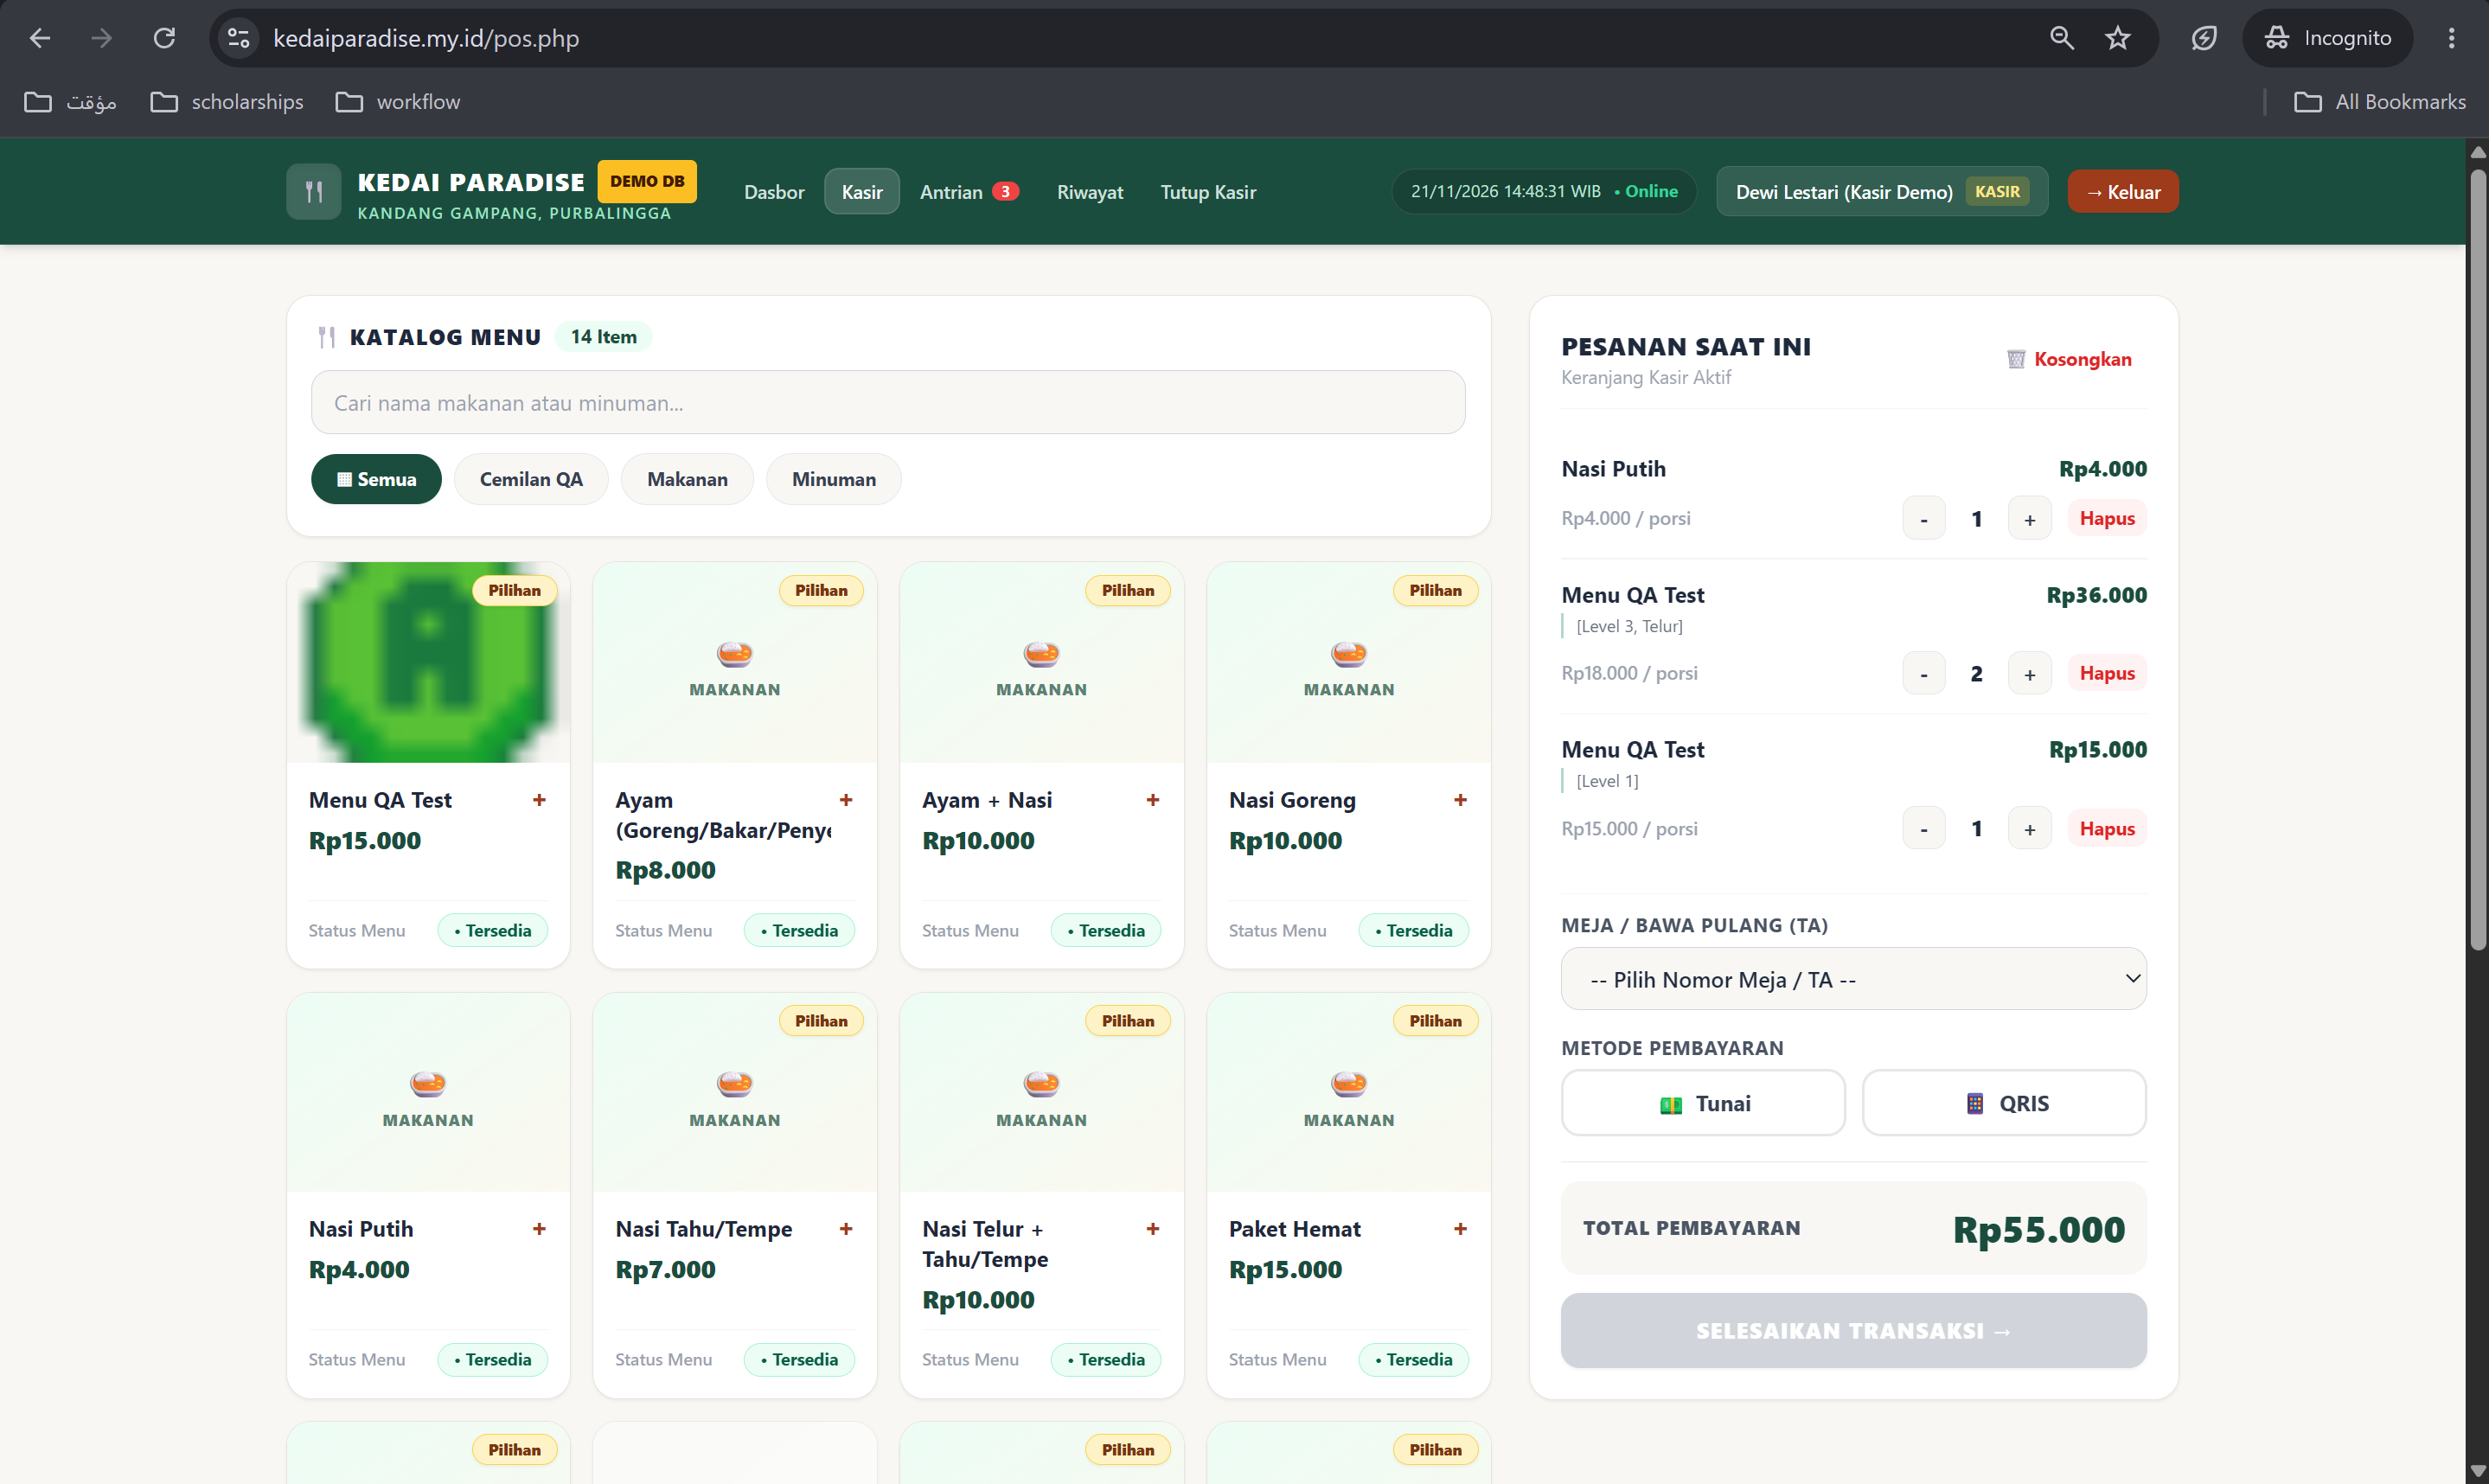 kedaiparadise.my.id/pos.php
Incognito
مؤقت
scholarships
workflow
All Bookmarks
KEDAI PARADISE
DEMO DB
KANDANG GAMPANG, PURBALINGGA
Dasbor
Kasir
Antrian 3
Riwayat
Tutup Kasir
21/11/2026 14:48:31 WIB • Online
Dewi Lestari (Kasir Demo) KASIR
→ Keluar
KATALOG MENU 14 Item
Cari nama makanan atau minuman...
Semua
Cemilan QA
Makanan
Minuman
A
Pilihan
Menu QA Test +
Rp15.000
Status Menu • Tersedia
Pilihan
MAKANAN
Ayam +
(Goreng/Bakar/Penye
Rp8.000
Status Menu • Tersedia
Pilihan
MAKANAN
Ayam + Nasi +
Rp10.000
Status Menu • Tersedia
Pilihan
MAKANAN
Nasi Goreng +
Rp10.000
Status Menu • Tersedia
MAKANAN
Nasi Putih +
Rp4.000
Status Menu • Tersedia
Pilihan
MAKANAN
Nasi Tahu/Tempe +
Rp7.000
Status Menu • Tersedia
Pilihan
MAKANAN
Nasi Telur + +
Tahu/Tempe
Rp10.000
Status Menu • Tersedia
Pilihan
MAKANAN
Paket Hemat +
Rp15.000
Status Menu • Tersedia
Pilihan
Pilihan
Pilihan
PESANAN SAAT INI
Keranjang Kasir Aktif
Kosongkan
Nasi Putih Rp4.000
Rp4.000 / porsi - 1 + Hapus
Menu QA Test Rp36.000
[Level 3, Telur]
Rp18.000 / porsi - 2 + Hapus
Menu QA Test Rp15.000
[Level 1]
Rp15.000 / porsi - 1 + Hapus
MEJA / BAWA PULANG (TA)
-- Pilih Nomor Meja / TA --
METODE PEMBAYARAN
Tunai
QRIS
TOTAL PEMBAYARAN Rp55.000
SELESAIKAN TRANSAKSI →